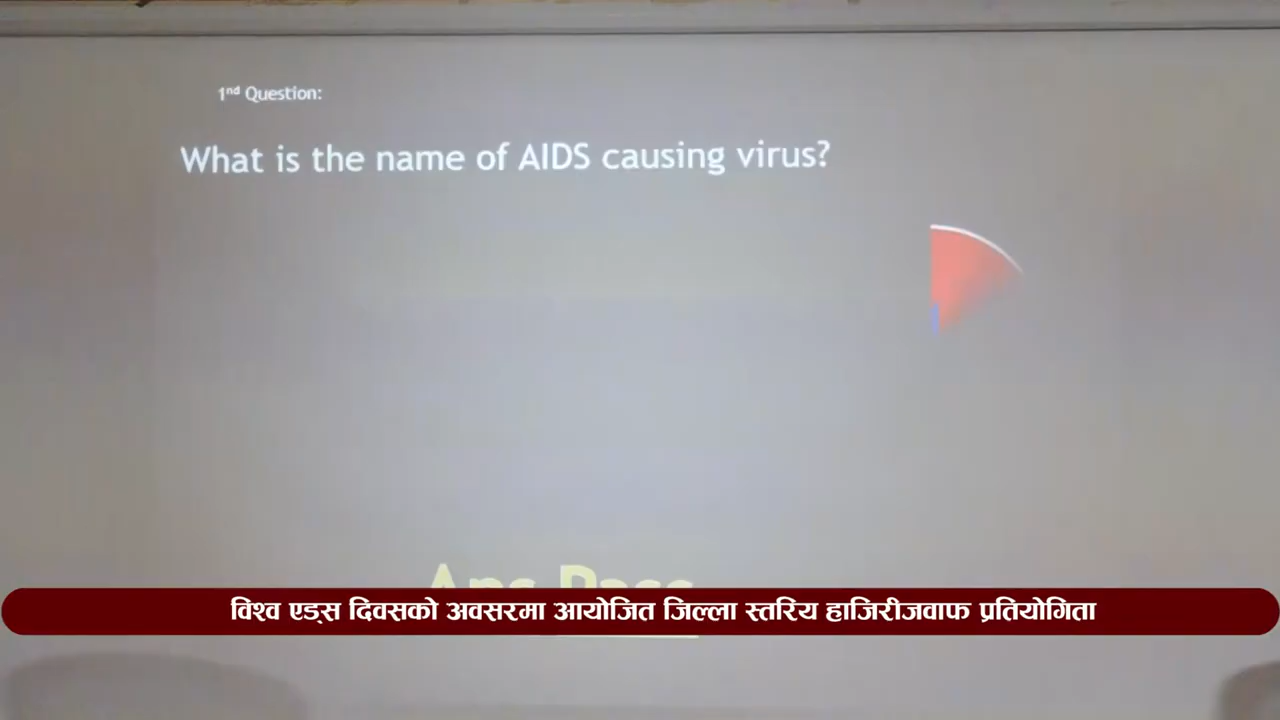 1nd Question:
What is the name of AIDS causing virus?
विश्व एड्स दिवसको अवसरमा आयोजित जिल्ला स्तरिय हाजिरीजवाफ प्रतियोगिता